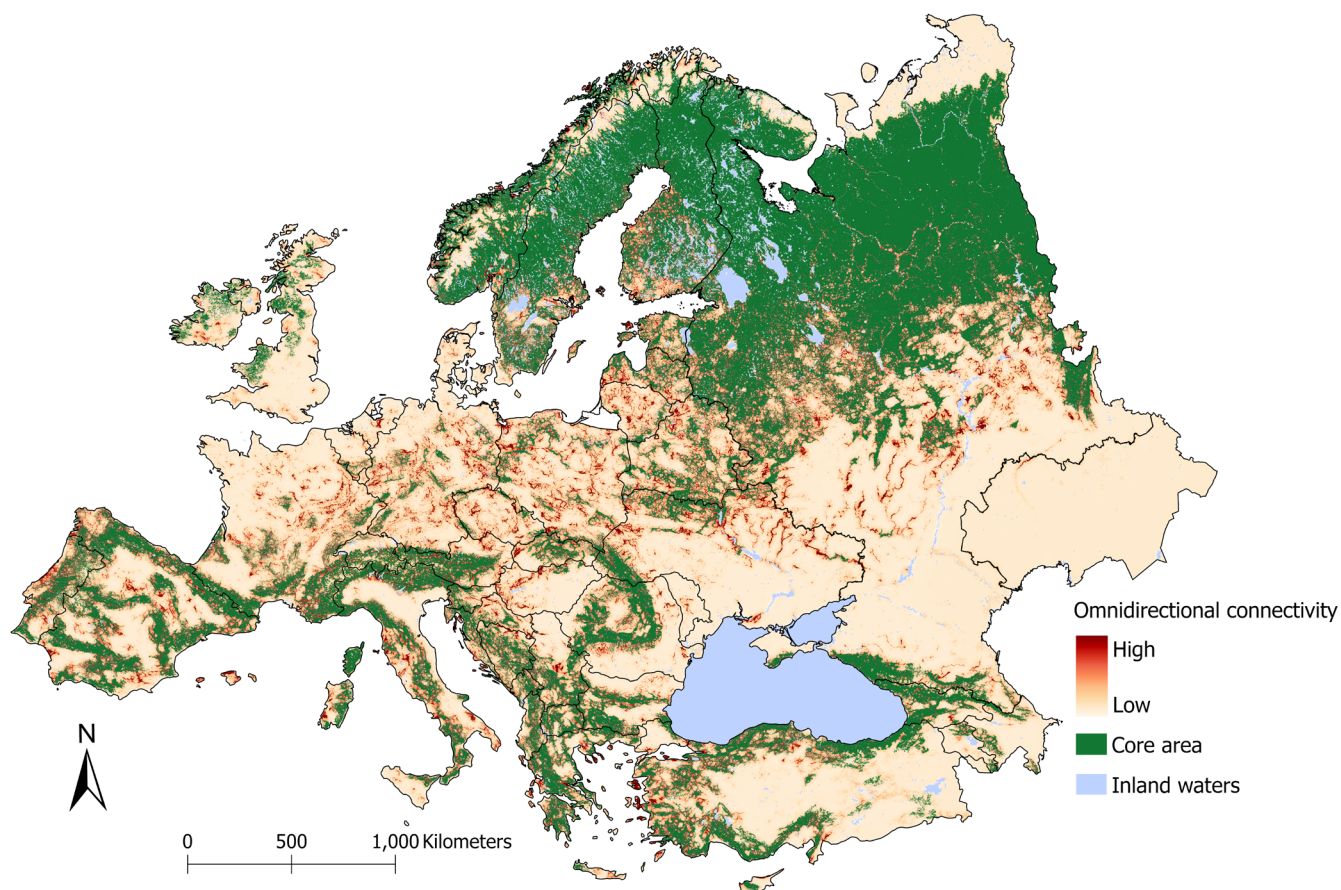 Omnidirectional connectivity
High
Low
Core area
Inland waters
N
0 500 1,000 Kilometers